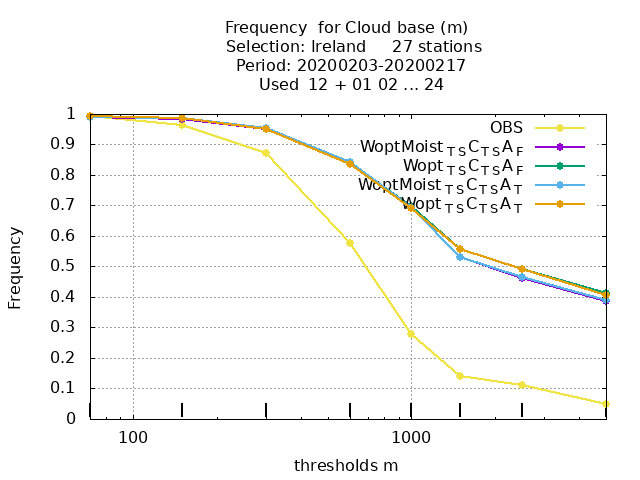 Frequency  for Cloud base (m)
Selection: Ireland     27 stations
Period: 20200203-20200217
Used  12 + 01 02 ... 24
1
0.9
0.8
0.7
0.6
0.5
0.4
0.3
0.2
0.1
0
Frequency
OBS
WoptMoist TS C TS A F
Wopt TS C TS A F
WoptMoist TS C TS A T
Wopt TS C TS A T
100
1000
thresholds m